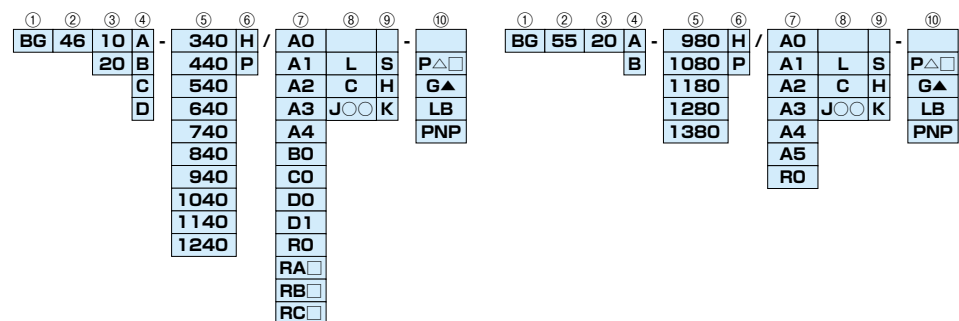 ① ② ③ ④ ⑤ ⑥ ⑦ ⑧ ⑨ ⑩ ① ② ③ ④ ⑤ ⑥ ⑦ ⑧ ⑨ ⑩
BG 46 10 A - 340 H / A0 - BG 55 20 A - 980 H / A0 -
20 B 440 P A1 L S P△□ B 1080 P A1 L S P△□
C 540 A2 C H G▲ 1180 A2 C H G▲
D 640 A3 J○○ K LB 1280 A3 J○○ K LB
740 A4 PNP 1380 A4 PNP
840 B0 A5
940 C0 R0
1040 D0
1140 D1
1240 R0
RA□
RB□
RC□